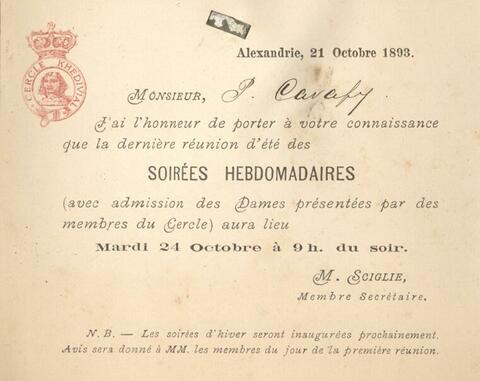 CERCLE KHEDIVIAL
Alexandrie, 21 Octobre 1893.
MONSIEUR, P. Cavafy
J'ai l'honneur de porter à votre connaissance
que la dernière réunion d'été des
SOIRÉES HEBDOMADAIRES
(avec admission des Dames présentées par des
membres du Cercle) aura lieu
Mardi 24 Octobre à 9 h. du soir.
M. SCIGLIE,
Membre Secrétaire.
N.B. — Les soirées d'hiver seront inaugurées prochainement.
Avis sera donné à MM. les membres du jour de la première réunion.